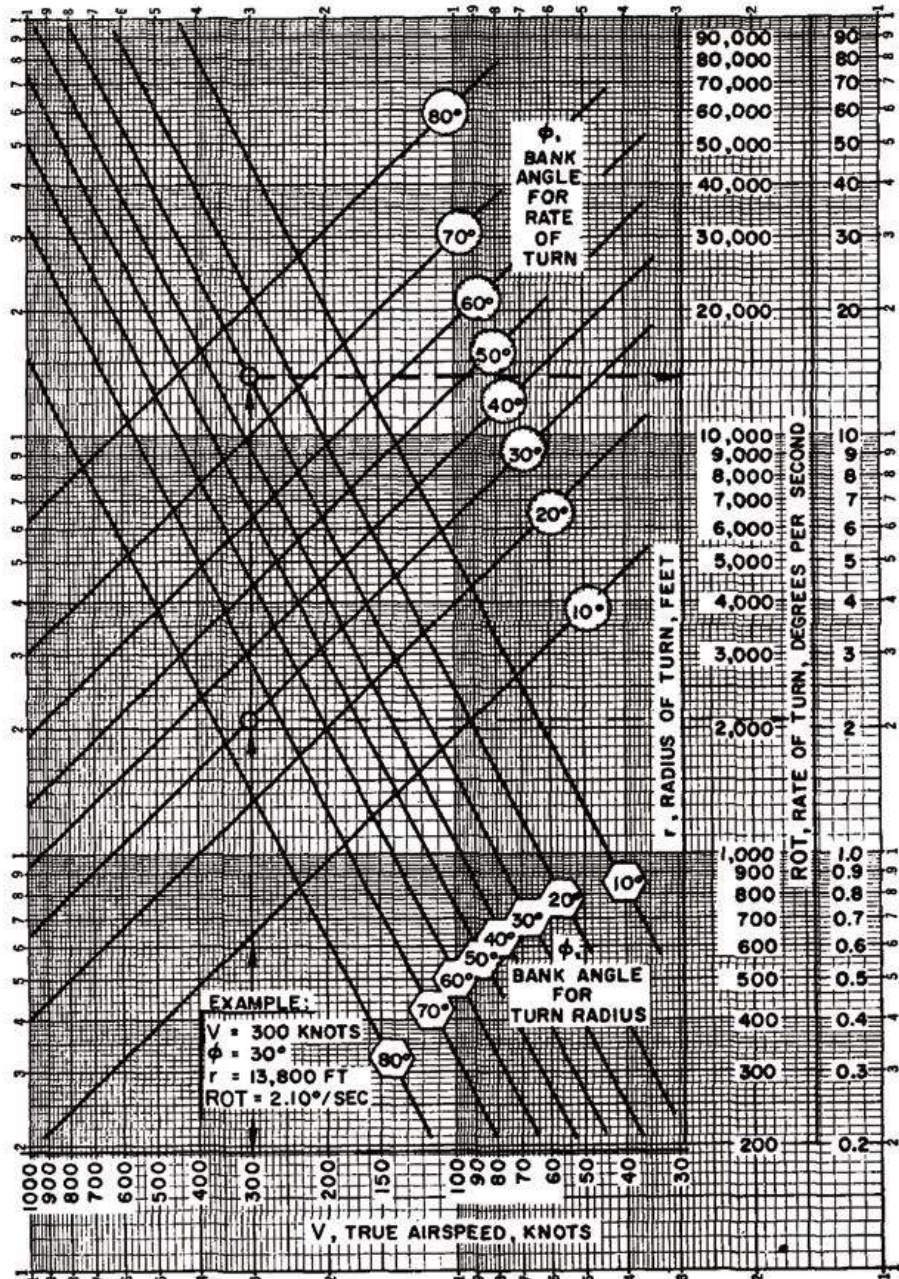 90,000 90
80,000 80
70,000 70
60,000 60
50,000 50
40,000 40
30,000 30
20,000 20
10,000 10
9,000 9
8,000 8
7,000 7
6,000 6
5,000 5
4,000 4
3,000 3
2,000 2
1,000 1.0
900 0.9
800 0.8
700 0.7
600 0.6
500 0.5
400 0.4
300 0.3
200 0.2
80°
70°
60°
50°
40°
30°
20°
10°
ϕ,
BANK
ANGLE
FOR
RATE
OF
TURN
r, RADIUS OF TURN, FEET
ROT, RATE OF TURN, DEGREES PER SECOND
10°
20°
30°
40°
50°
60°
70°
80°
ϕ,
BANK ANGLE
FOR
TURN RADIUS
EXAMPLE:
V = 300 KNOTS
ϕ = 30°
r = 13,800 FT
ROT = 2.10°/SEC
1000 900 800 700 600 500 400 300 200 150 100 90 80 70 60 50 40 30
V, TRUE AIRSPEED, KNOTS